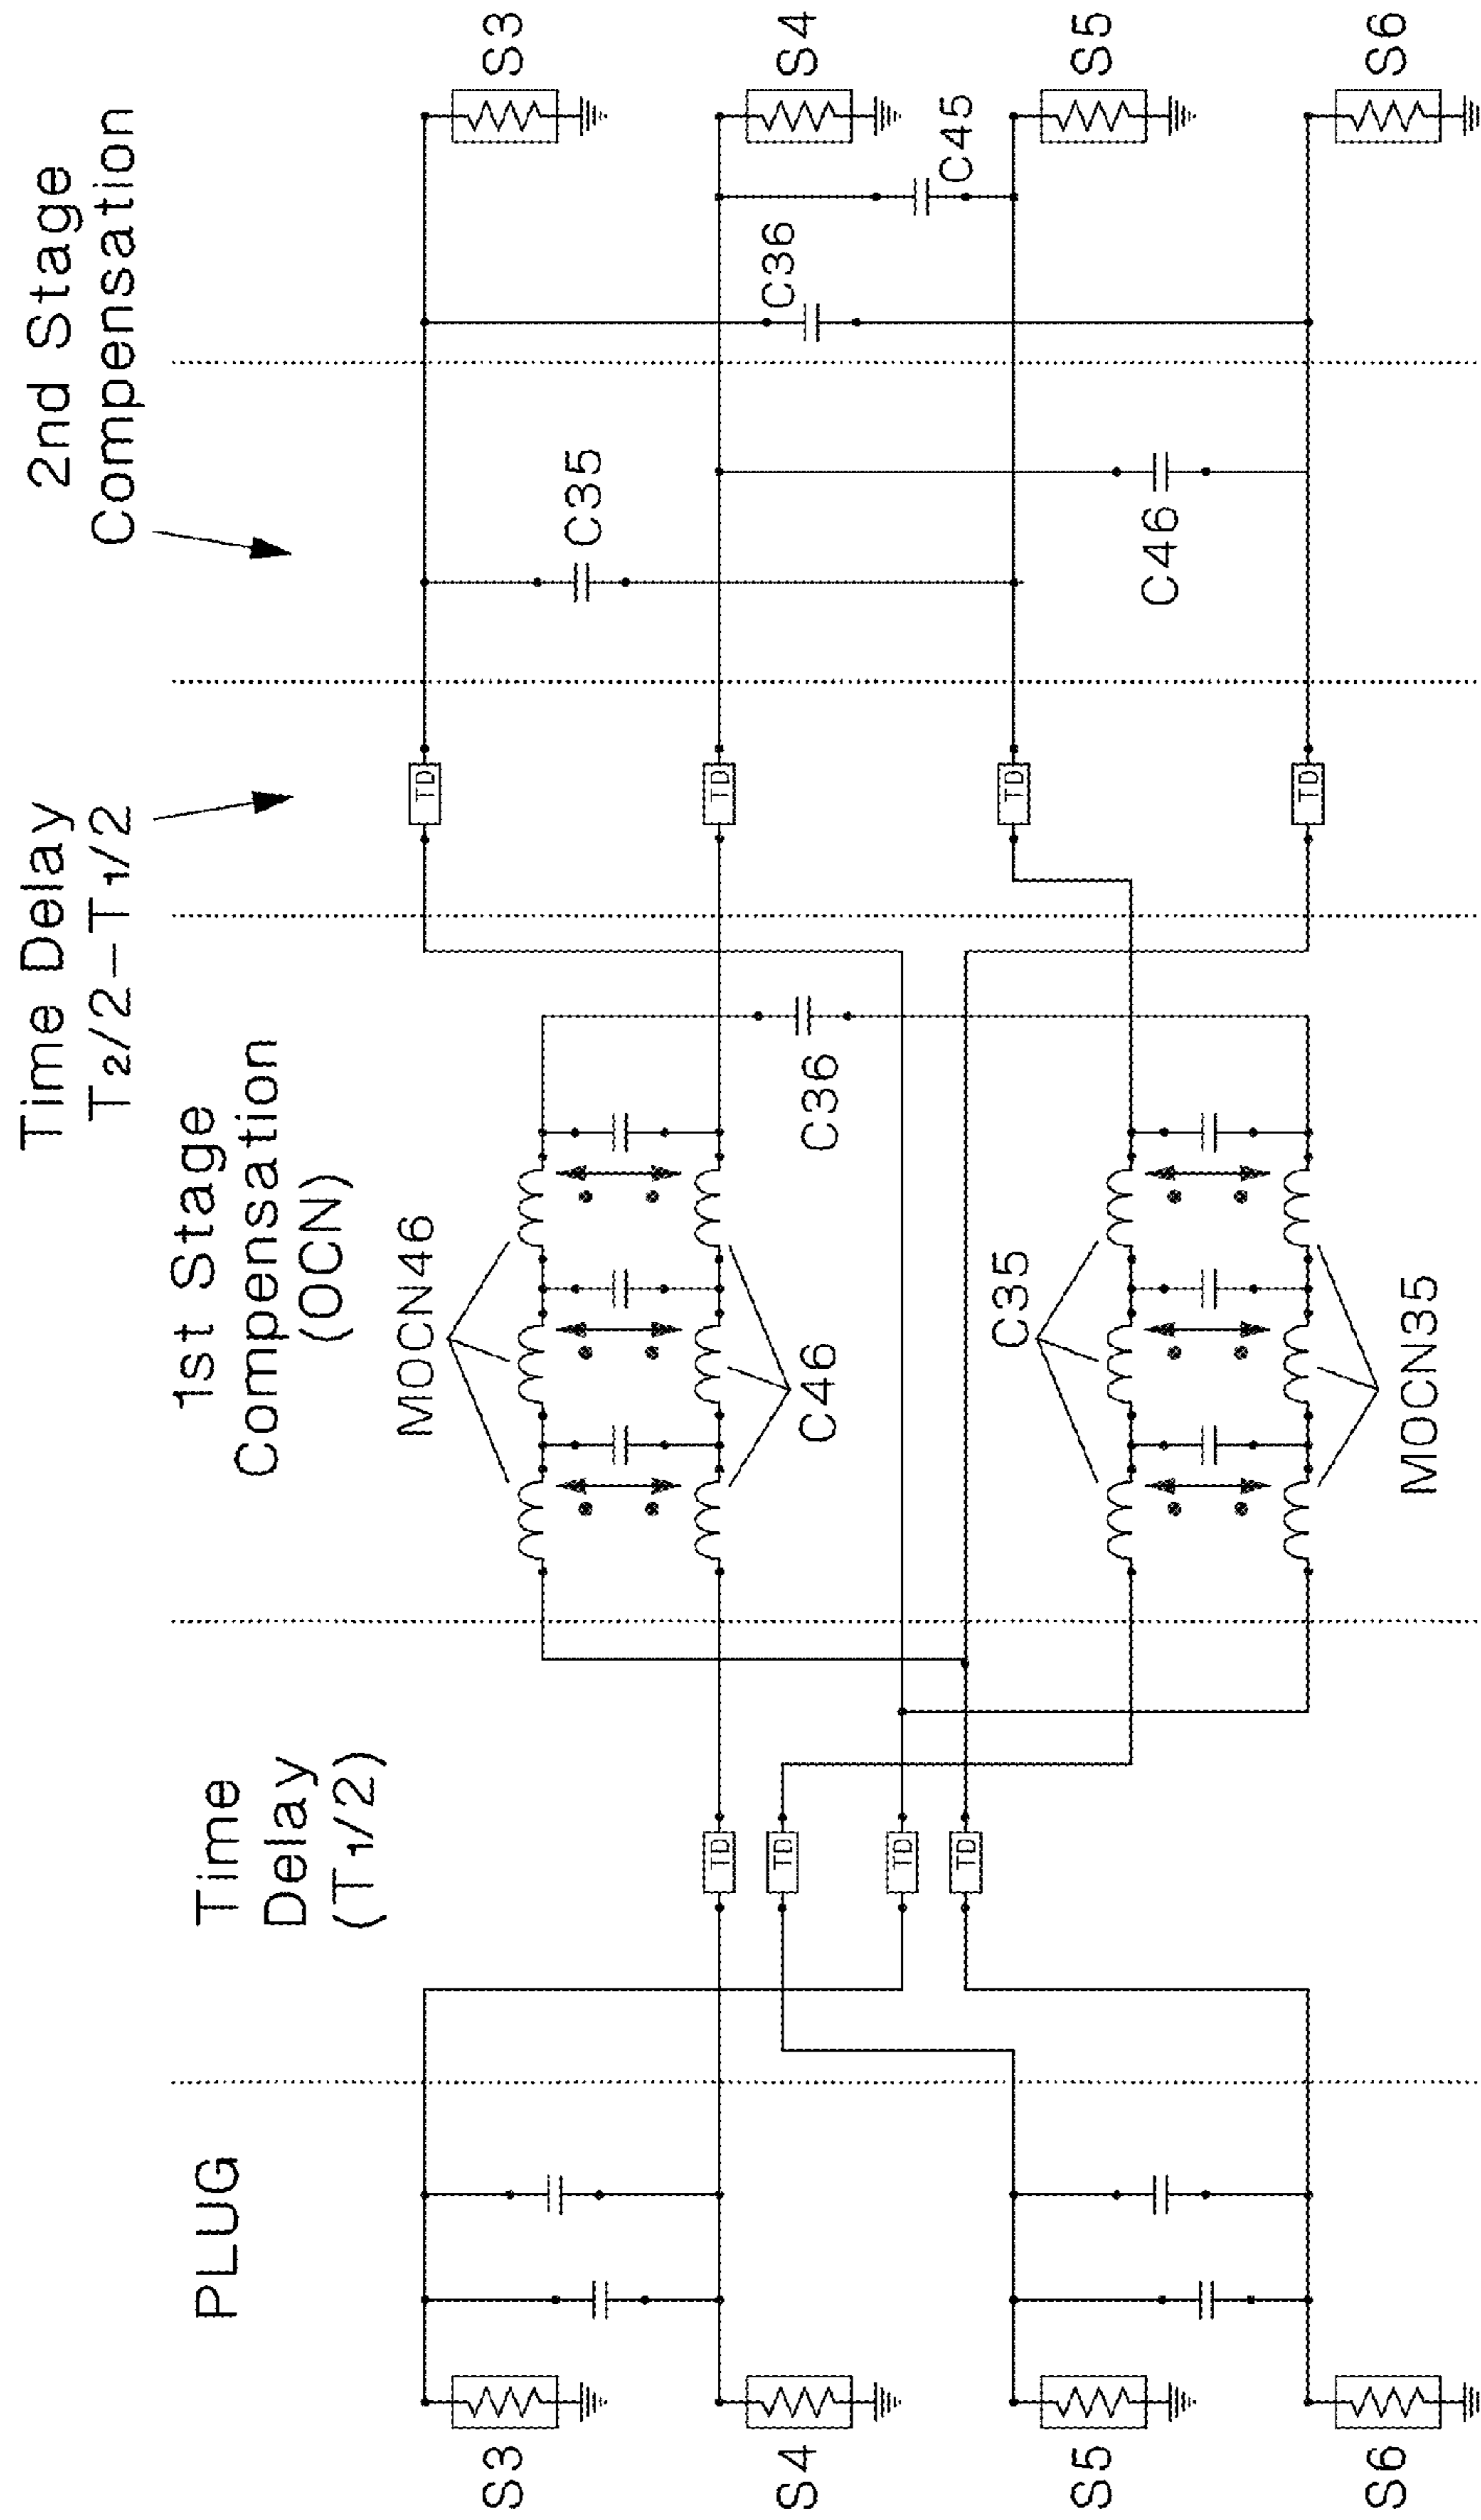 PLUG
Time
Delay
(T1/2)
1st Stage
Compensation
(OCN)
Time Delay
T2/2-T1/2
2nd Stage
Compensation
S3
S4
S5
S6
TD
TD
TD
TD
MOCN46
C46
C35
MOCN35
C36
TD
TD
TD
TD
C35
C46
C36
C45
S3
S4
S5
S6